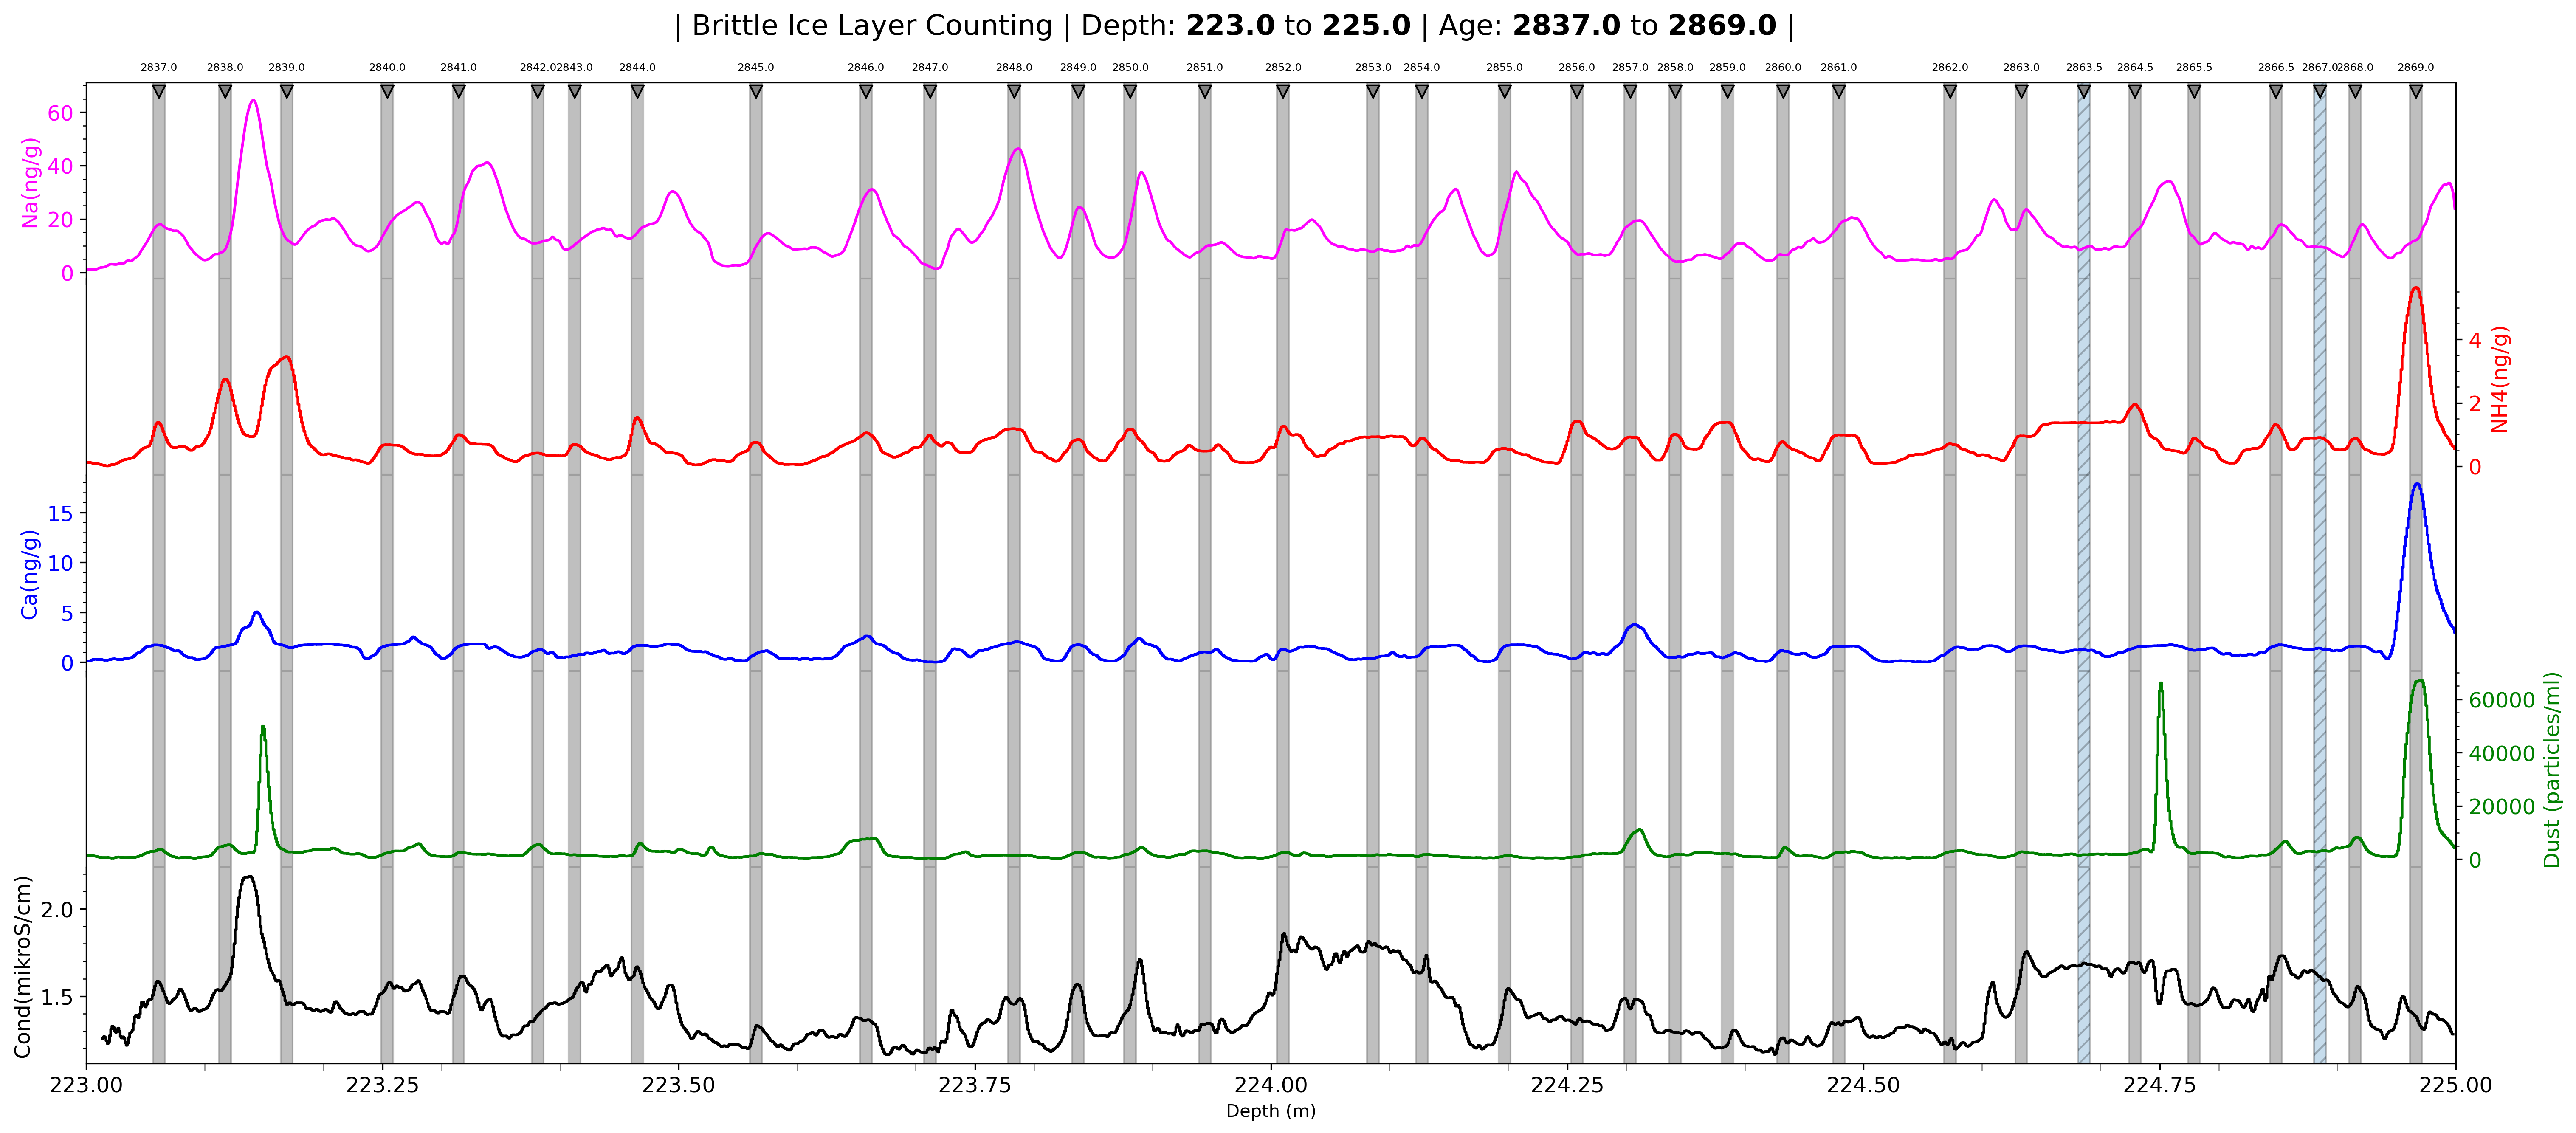 | Brittle Ice Layer Counting | Depth: 223.0 to 225.0 | Age: 2837.0 to 2869.0 |
2837.0 2838.0 2839.0 2840.0 2841.0 2842.0 2843.0 2844.0 2845.0 2846.0 2847.0 2848.0 2849.0 2850.0 2851.0 2852.0 2853.0 2854.0 2855.0 2856.0 2857.0 2858.0 2859.0 2860.0 2861.0 2862.0 2863.0 2863.5 2864.5 2865.5 2866.5 2867.0 2868.0 2869.0
Na(ng/g)
60
40
20
0
NH4(ng/g)
4
2
0
Ca(ng/g)
15
10
5
0
Dust (particles/ml)
60000
40000
20000
0
Cond(mikroS/cm)
2.0
1.5
223.00 223.25 223.50 223.75 224.00 224.25 224.50 224.75 225.00
Depth (m)